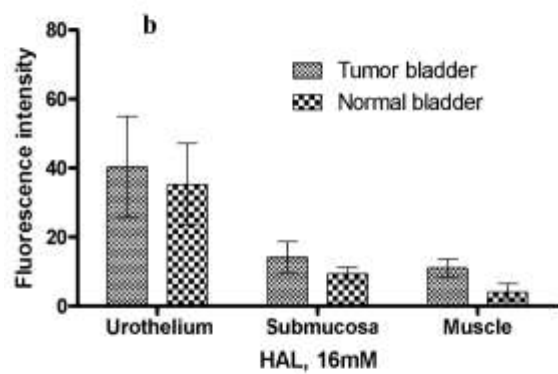 b
80
60
40
20
0
Fluorescence intensity
Tumor bladder
Normal bladder
Urothelium Submucosa Muscle
HAL, 16mM